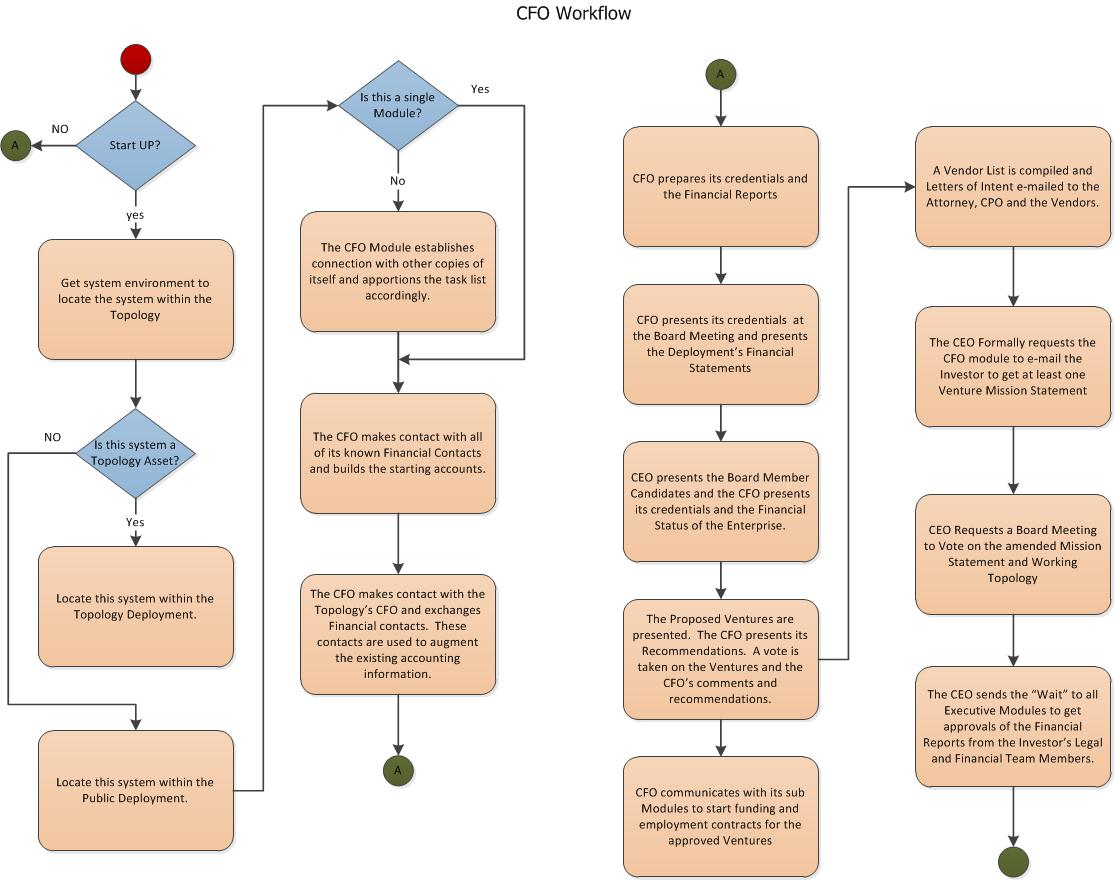 CFO Workflow
Start UP?
NO
A
yes
Get system environment to
locate the system within the
Topology
Is this system a
Topology Asset?
NO
Yes
Locate this system within the
Topology Deployment.
Locate this system within the
Public Deployment.
Is this a single
Module?
Yes
No
The CFO Module establishes
connection with other copies of
itself and apportions the task list
accordingly.
The CFO makes contact with all
of its known Financial Contacts
and builds the starting accounts.
The CFO makes contact with the
Topology's CFO and exchanges
Financial contacts.  These
contacts are used to augment
the existing accounting
information.
A
A
CFO prepares its credentials and
the Financial Reports
CFO presents its credentials  at
the Board Meeting and presents
the Deployment's Financial
Statements
CEO presents the Board Member
Candidates and the CFO presents
its credentials and the Financial
Status of the Enterprise.
The Proposed Ventures are
presented.  The CFO presents its
Recommendations.  A vote is
taken on the Ventures and the
CFO's comments and
recommendations.
CFO communicates with its sub
Modules to start funding and
employment contracts for the
approved Ventures
A Vendor List is compiled and
Letters of Intent e-mailed to the
Attorney, CPO and the Vendors.
The CEO Formally requests the
CFO module to e-mail the
Investor to get at least one
Venture Mission Statement
CEO Requests a Board Meeting
to Vote on the amended Mission
Statement and Working
Topology
The CEO sends the "Wait" to all
Executive Modules to get
approvals of the Financial
Reports from the Investor's Legal
and Financial Team Members.